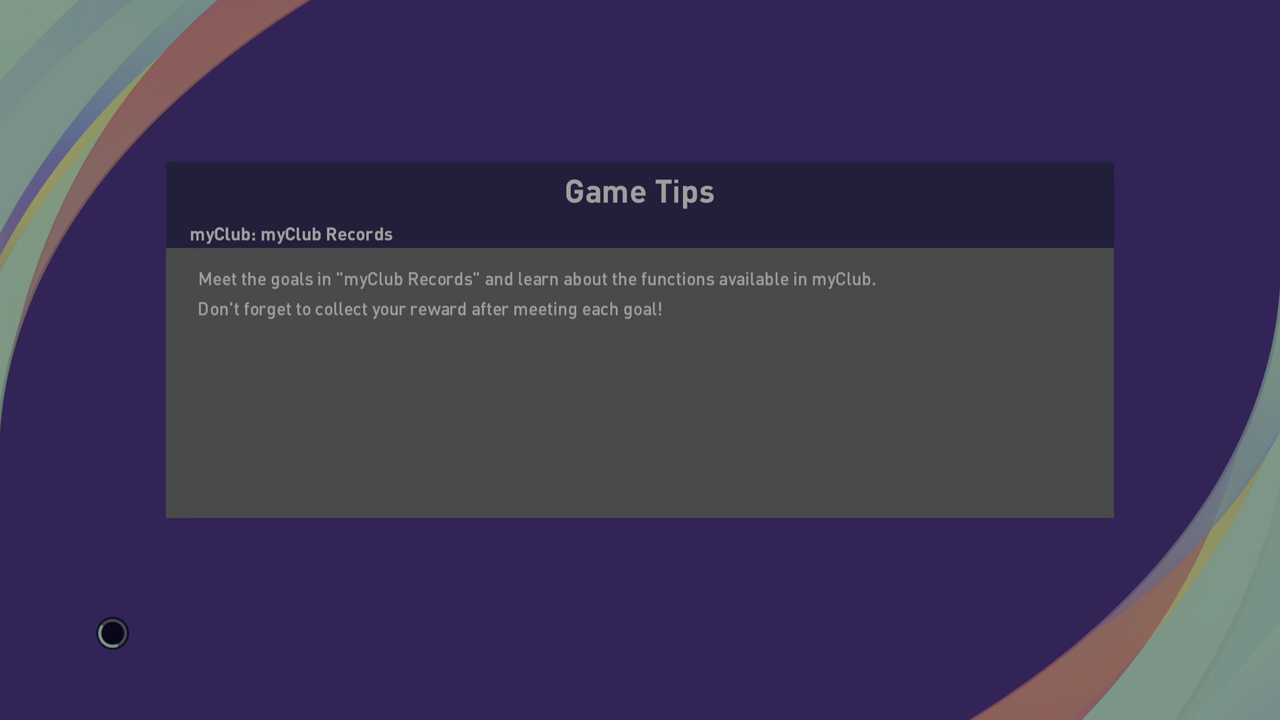 Game Tips
myClub: myClub Records
Meet the goals in "myClub Records" and learn about the functions available in myClub.
Don't forget to collect your reward after meeting each goal!